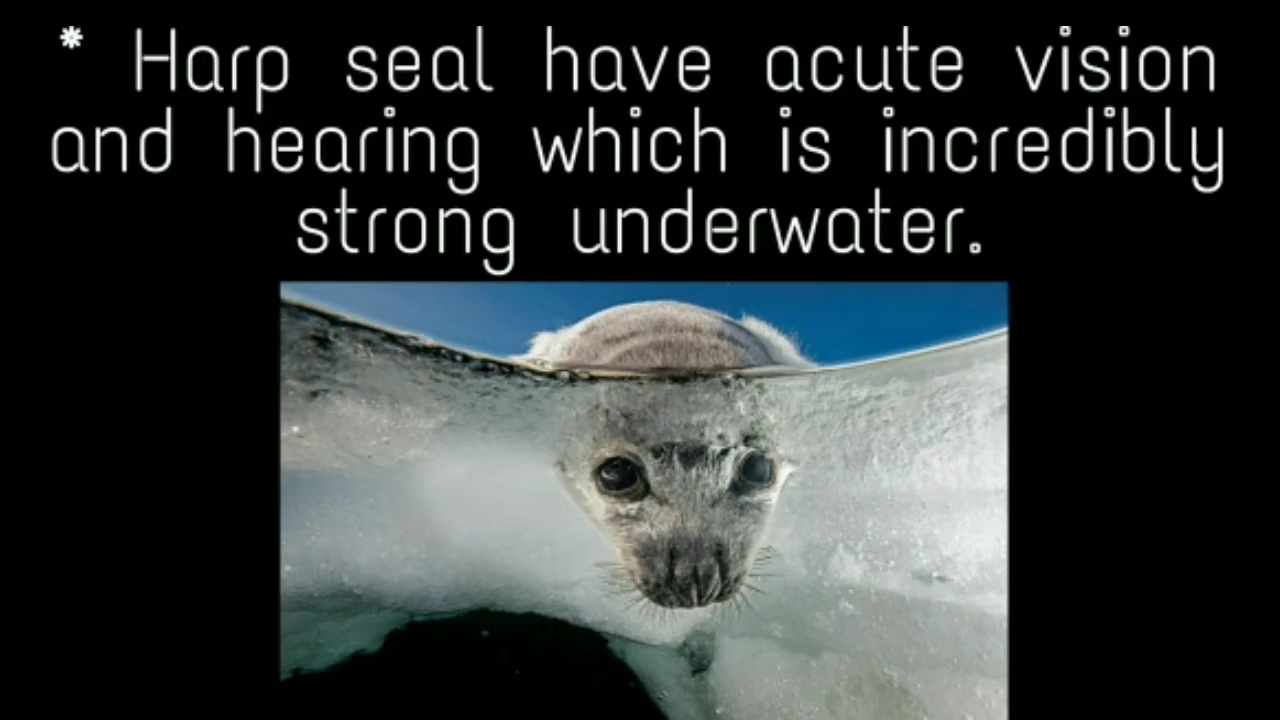 * Harp seal have acute vision
and hearing which is incredibly
strong underwater.